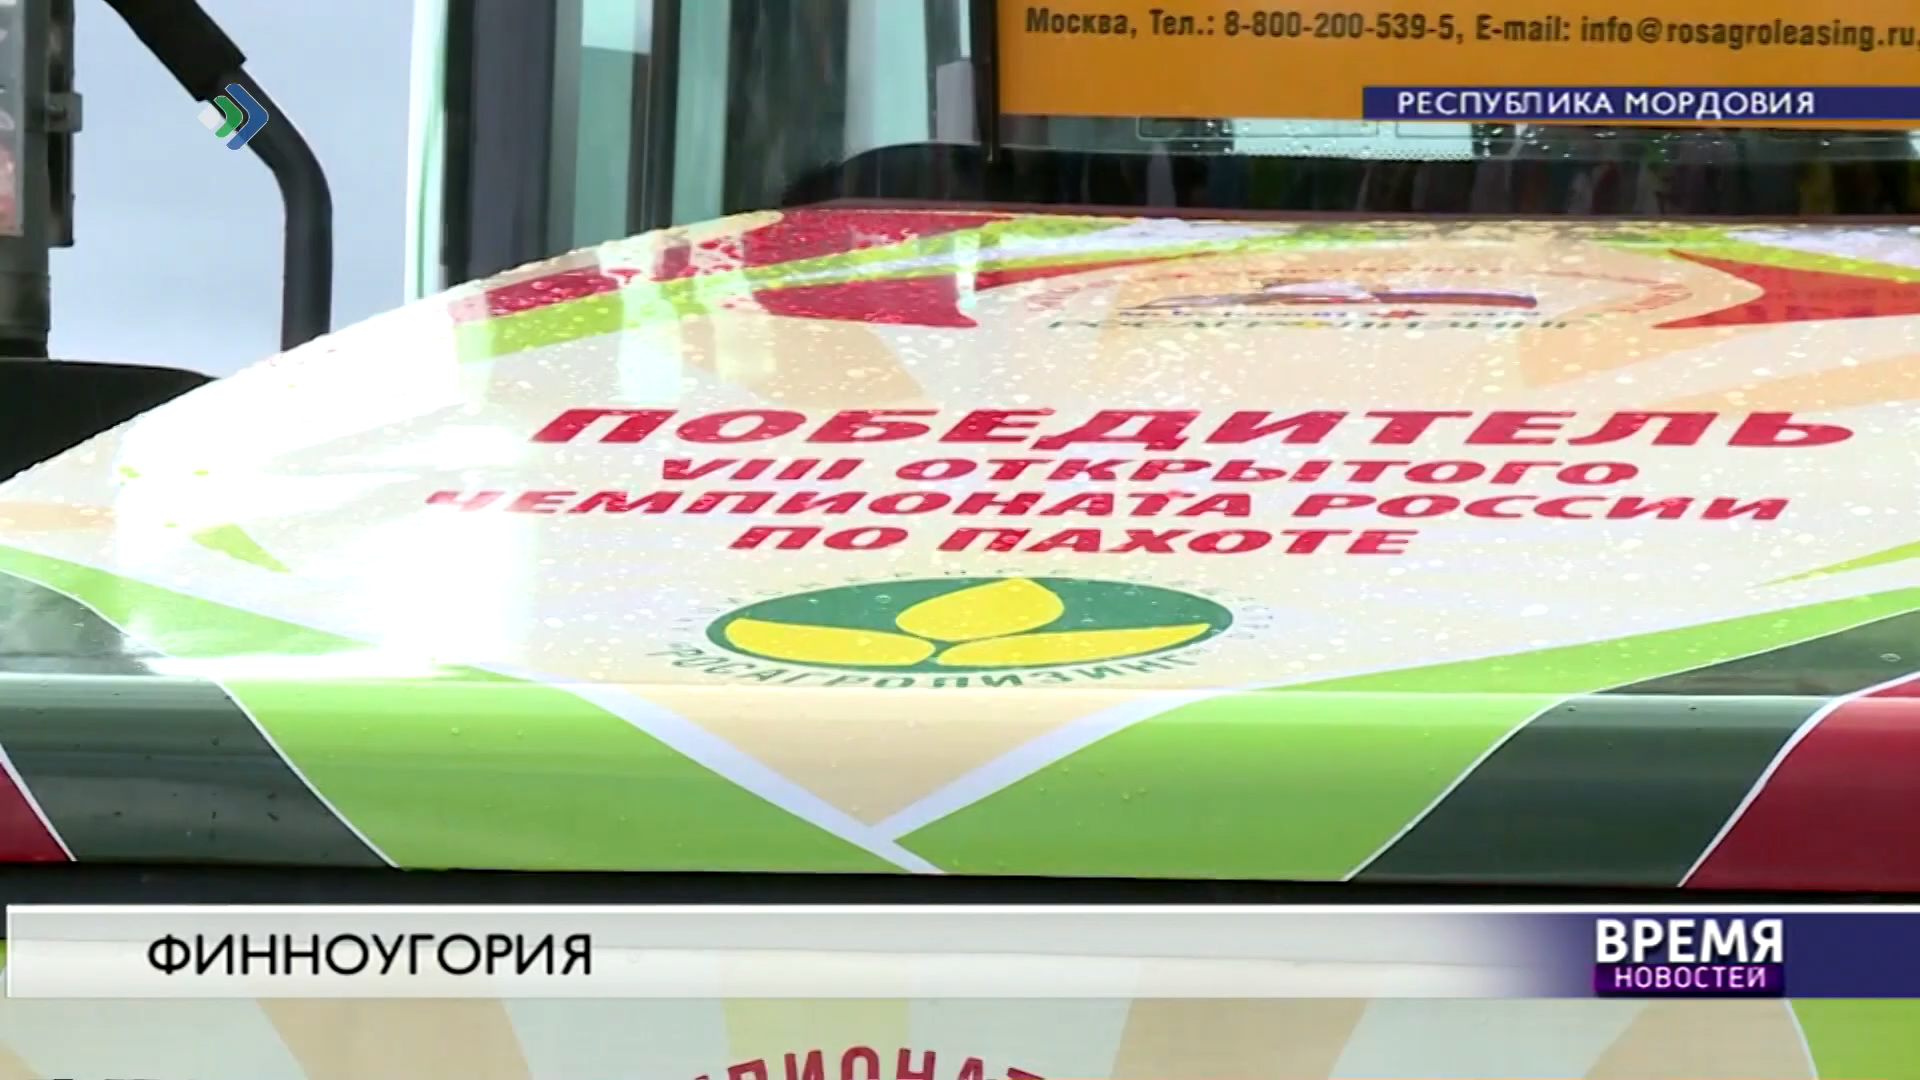 Москва, Тел.: 8-800-200-539-5, E-mail: info@rosagroleasing.ru,
РЕСПУБЛИКА МОРДОВИЯ
РОСАГРОЛИЗИНГ
ПОБЕДИТЕЛЬ
VIII ОТКРЫТОГО
ЧЕМПИОНАТА РОССИИ
ПО ПАХОТЕ
"РОСАГРОЛИЗИНГ"
ФИННОУГОРИЯ
ВРЕМЯ
НОВОСТЕЙ